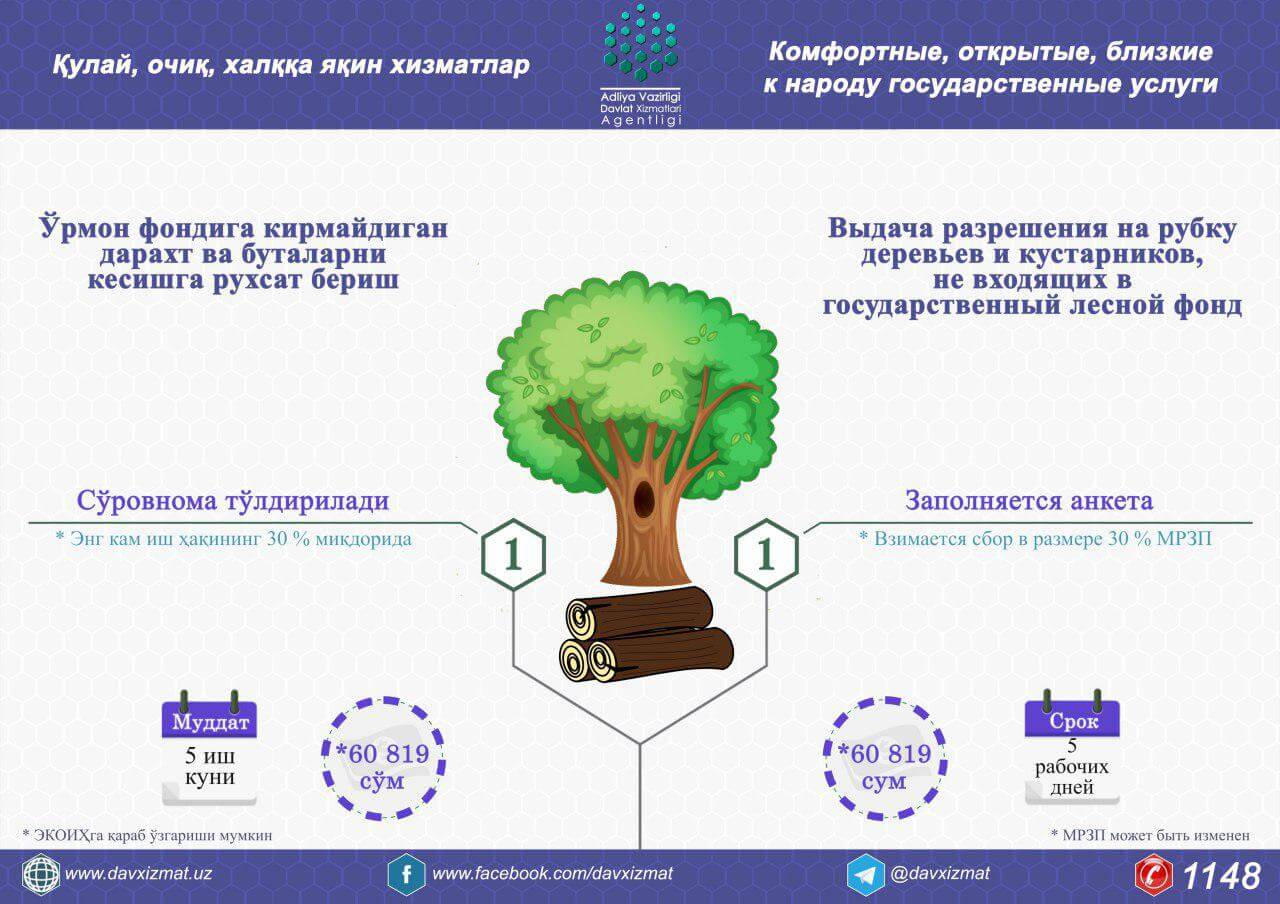 Қулай, очиқ, халққа яқин хизматлар
Adliya Vazirligi
Davlat Xizmatlari
Agentligi
Комфортные, открытые, близкие
к народу государственные услуги
Ўрмон фондига кирмайдиган
дарахт ва буталарни
кесишга рухсат бериш
Выдача разрешения на рубку
деревьев и кустарников,
не входящих в
государственный лесной фонд
Сўровнома тўлдирилади
* Энг кам иш ҳақининг 30 % миқдорида
1
1
Заполняется анкета
* Взимается сбор в размере 30 % МРЗП
Муддат
5 иш
куни
*60 819
сўм
*60 819
сум
Срок
5
рабочих
дней
* ЭКОИҲга қараб ўзгариши мумкин
* МРЗП может быть изменен
www.davxizmat.uz
www.facebook.com/davxizmat
@davxizmat
1148